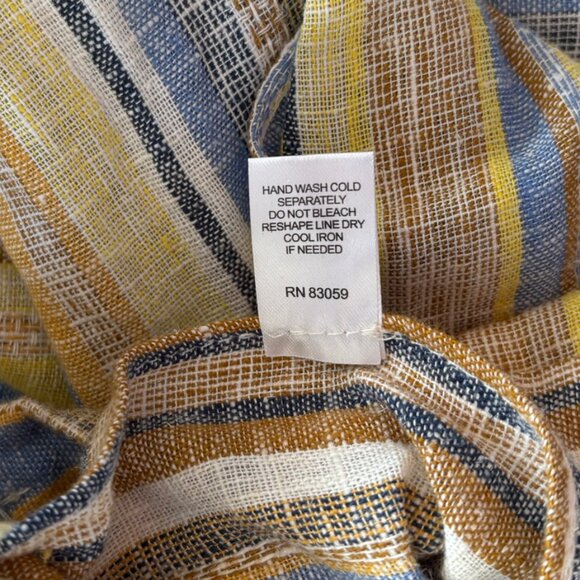 HAND WASH COLD
SEPARATELY
DO NOT BLEACH
RESHAPE LINE DRY
COOL IRON
IF NEEDED
RN 83059